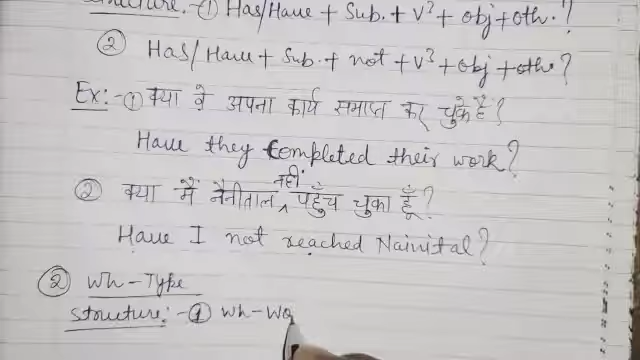 Structure:- ① Has/Have + Sub. + V³ + obj + oth. ?
② Has/Have + Sub. + not + V³ + obj + oth. ?
Ex:- ① क्या वे अपना कार्य समाप्त कर चुके हैं?
Have they completed their work?
② क्या मैं नैनीताल नहीं पहुँच चुका हूँ?
Have I not reached Nainital?
② Wh-Type
Structure:- ① Wh-Wo